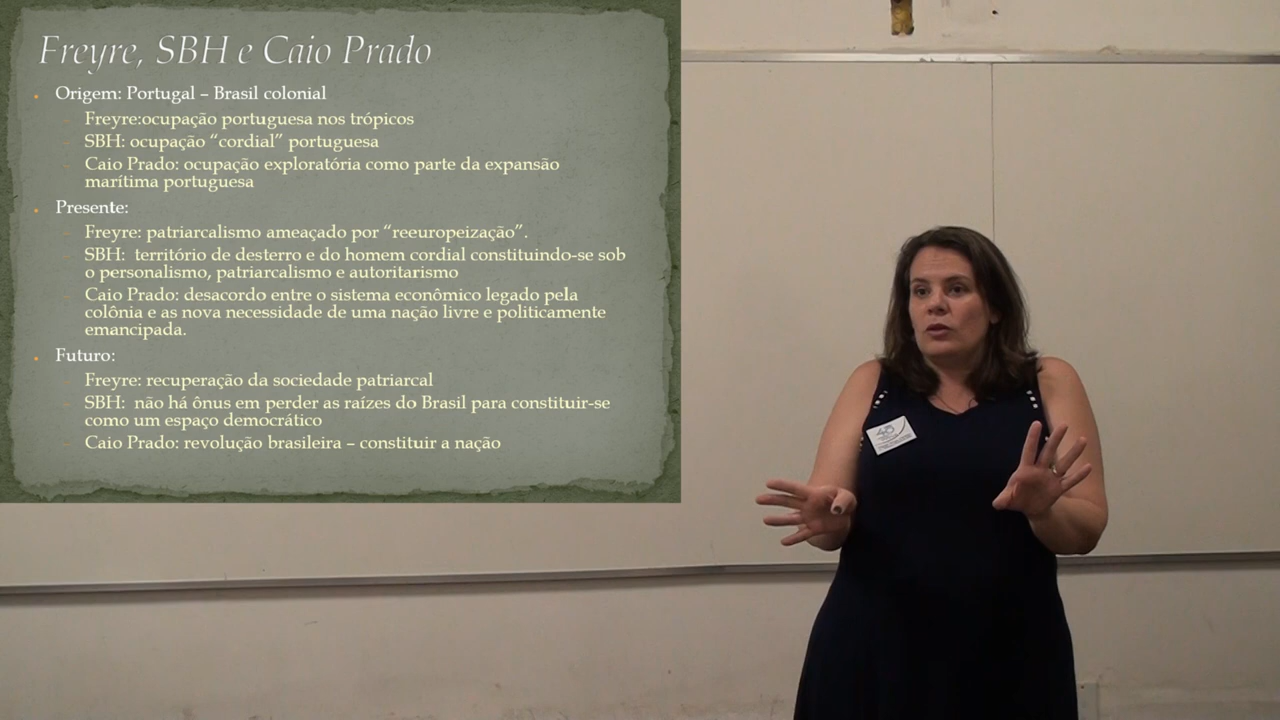 Freyre, SBH e Caio Prado
Origem: Portugal – Brasil colonial
Freyre:ocupação portuguesa nos trópicos
SBH: ocupação “cordial” portuguesa
Caio Prado: ocupação exploratória como parte da expansão
marítima portuguesa
Presente:
Freyre: patriarcalismo ameaçado por “reeuropeização”.
SBH: território de desterro e do homem cordial constituindo-se sob
o personalismo, patriarcalismo e autoritarismo
Caio Prado: desacordo entre o sistema econômico legado pela
colônia e as nova necessidade de uma nação livre e politicamente
emancipada.
Futuro:
Freyre: recuperação da sociedade patriarcal
SBH: não há ônus em perder as raízes do Brasil para constituir-se
como um espaço democrático
Caio Prado: revolução brasileira – constituir a nação
40